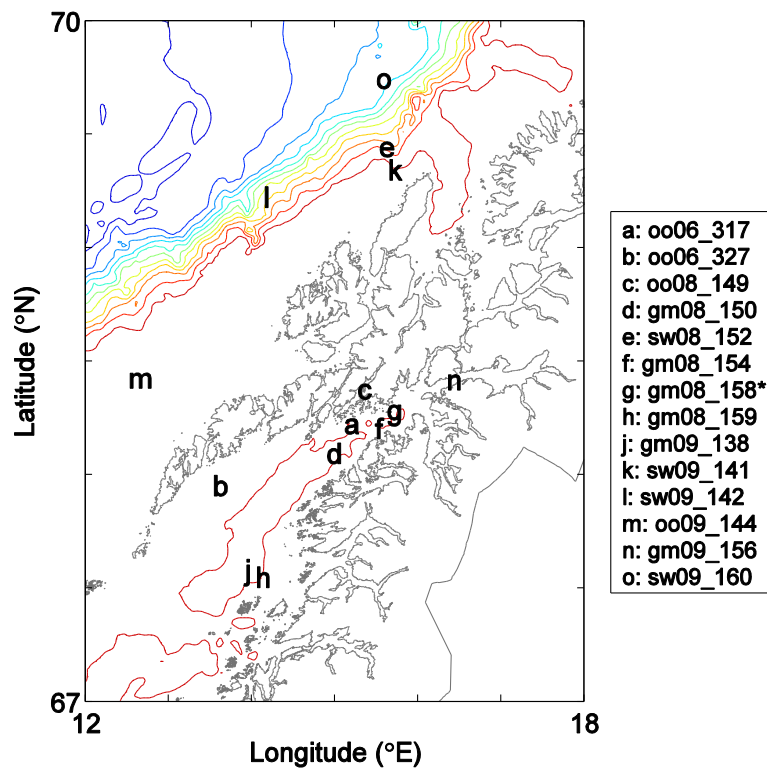 70
o
e
k
l
m
n
c
g
a
f
d
b
j
h
67
12
18
Latitude (°N)
Longitude (°E)
a: oo06_317
b: oo06_327
c: oo08_149
d: gm08_150
e: sw08_152
f: gm08_154
g: gm08_158*
h: gm08_159
j: gm09_138
k: sw09_141
l: sw09_142
m: oo09_144
n: gm09_156
o: sw09_160